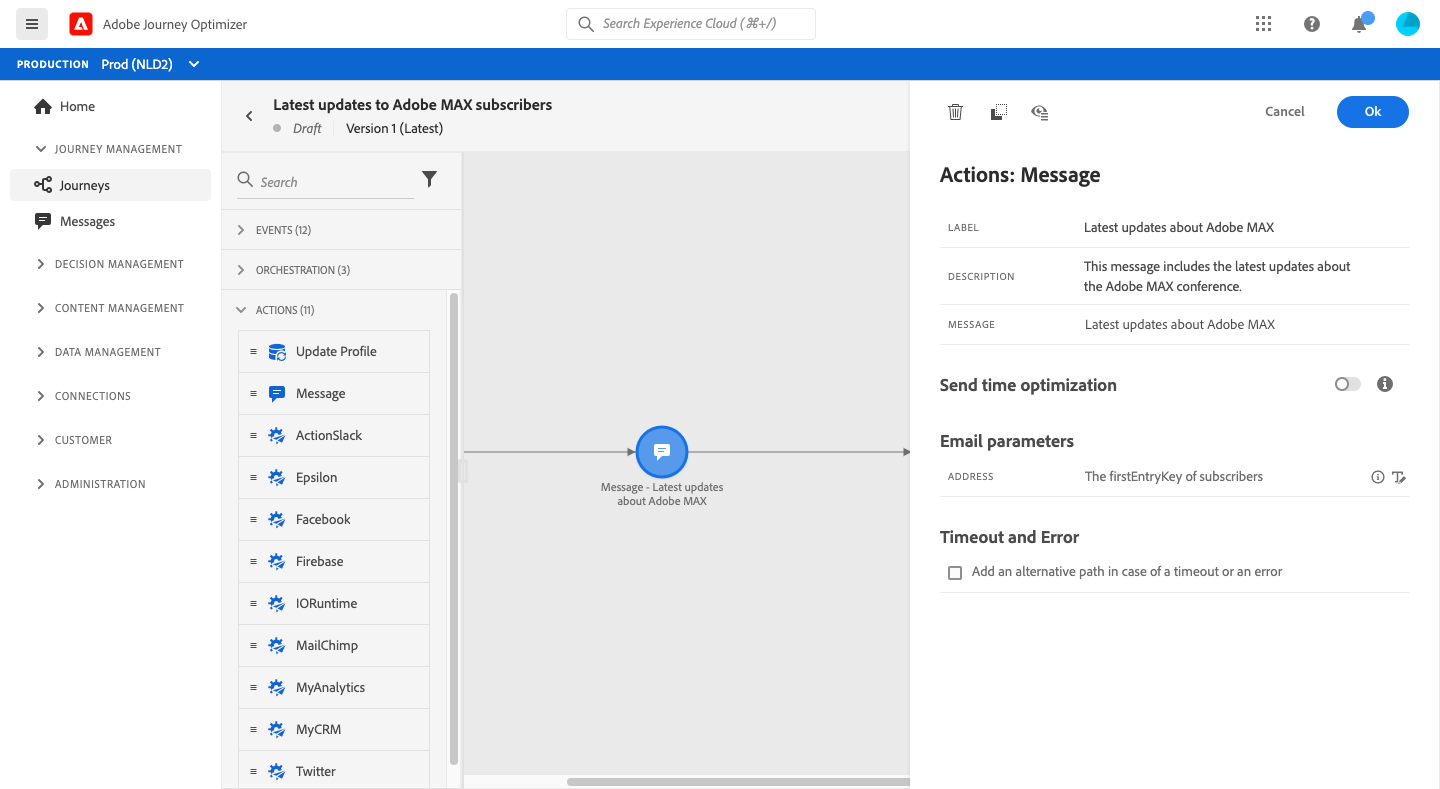 Adobe Journey Optimizer
Search Experience Cloud (⌘+/)
PRODUCTION Prod (NLD2)
Home
JOURNEY MANAGEMENT
Journeys
Messages
DECISION MANAGEMENT
CONTENT MANAGEMENT
DATA MANAGEMENT
CONNECTIONS
CUSTOMER
ADMINISTRATION
Latest updates to Adobe MAX subscribers
Draft Version 1 (Latest)
Search
EVENTS (12)
ORCHESTRATION (3)
ACTIONS (11)
Update Profile
Message
ActionSlack
Epsilon
Facebook
Firebase
IORuntime
MailChimp
MyAnalytics
MyCRM
Twitter
Message - Latest updates
about Adobe MAX
Cancel Ok
Actions: Message
LABEL Latest updates about Adobe MAX
DESCRIPTION This message includes the latest updates about
the Adobe MAX conference.
MESSAGE Latest updates about Adobe MAX
Send time optimization
Email parameters
ADDRESS The firstEntryKey of subscribers
Timeout and Error
Add an alternative path in case of a timeout or an error